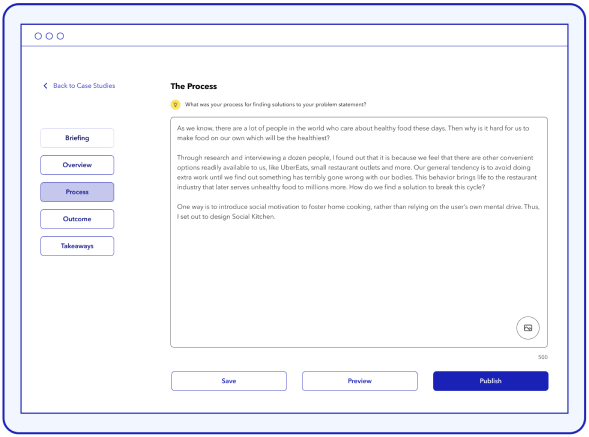 Back to Case Studies
The Process
What was your process for finding solutions to your problem statement?
Briefing
Overview
Process
Outcome
Takeaways
As we know, there are a lot of people in the world who care about healthy food these days. Then why is it hard for us to
make food on our own which will be the healthiest?
Through research and interviewing a dozen people, I found out that it is because we feel that there are other convenient
options readily available to us, like UberEats, small restaurant outlets and more. Our general tendency is to avoid doing
extra work until we find out something has terribly gone wrong with our bodies. This behavior brings life to the restaurant
industry that later serves unhealthy food to millions more. How do we find a solution to break this cycle?
One way is to introduce social motivation to foster home cooking, rather than relying on the user's own mental drive. Thus,
I set out to design Social Kitchen.
500
Save
Preview
Publish